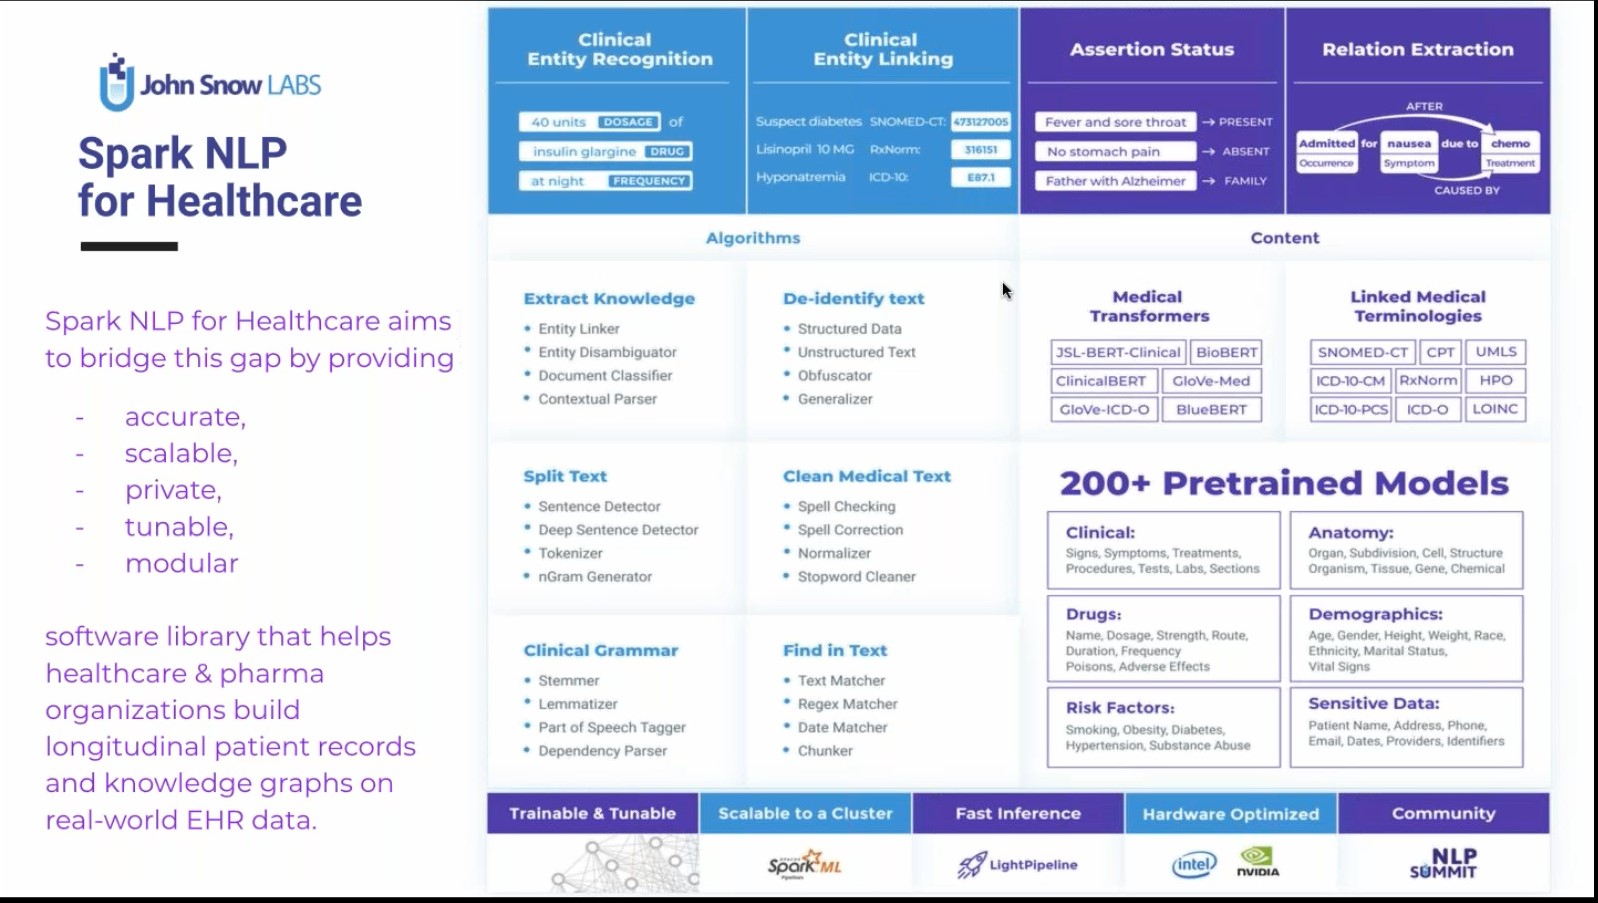 John Snow LABS
Spark NLP
for Healthcare
Spark NLP for Healthcare aims
to bridge this gap by providing
- accurate,
- scalable,
- private,
- tunable,
- modular
software library that helps
healthcare & pharma
organizations build
longitudinal patient records
and knowledge graphs on
real-world EHR data.
Clinical
Entity Recognition
40 units DOSAGE of
insulin glargine DRUG
at night FREQUENCY
Clinical
Entity Linking
Suspect diabetes SNOMED-CT: 473127005
Lisinopril 10 MG RxNorm: 316151
Hyponatremia ICD-10: E87.1
Assertion Status
Fever and sore throat → PRESENT
No stomach pain → ABSENT
Father with Alzheimer → FAMILY
Relation Extraction
AFTER
Admitted for nausea due to chemo
Occurrence Symptom Treatment
CAUSED BY
Algorithms
Content
Extract Knowledge
• Entity Linker
• Entity Disambiguator
• Document Classifier
• Contextual Parser
De-identify text
• Structured Data
• Unstructured Text
• Obfuscator
• Generalizer
Split Text
• Sentence Detector
• Deep Sentence Detector
• Tokenizer
• nGram Generator
Clean Medical Text
• Spell Checking
• Spell Correction
• Normalizer
• Stopword Cleaner
Clinical Grammar
• Stemmer
• Lemmatizer
• Part of Speech Tagger
• Dependency Parser
Find in Text
• Text Matcher
• Regex Matcher
• Date Matcher
• Chunker
Medical
Transformers
JSL-BERT-Clinical BioBERT
ClinicalBERT GloVe-Med
GloVe-ICD-O BlueBERT
Linked Medical
Terminologies
SNOMED-CT CPT UMLS
ICD-10-CM RxNorm HPO
ICD-10-PCS ICD-O LOINC
200+ Pretrained Models
Clinical:
Signs, Symptoms, Treatments,
Procedures, Tests, Labs, Sections
Anatomy:
Organ, Subdivision, Cell, Structure
Organism, Tissue, Gene, Chemical
Drugs:
Name, Dosage, Strength, Route,
Duration, Frequency
Poisons, Adverse Effects
Demographics:
Age, Gender, Height, Weight, Race,
Ethnicity, Marital Status,
Vital Signs
Risk Factors:
Smoking, Obesity, Diabetes,
Hypertension, Substance Abuse
Sensitive Data:
Patient Name, Address, Phone,
Email, Dates, Providers, Identifiers
Trainable & Tunable
Scalable to a Cluster
Fast Inference
Hardware Optimized
Community
APACHE
Spark ML
Pipelines
LightPipeline
intel
NVIDIA
NLP
SUMMIT